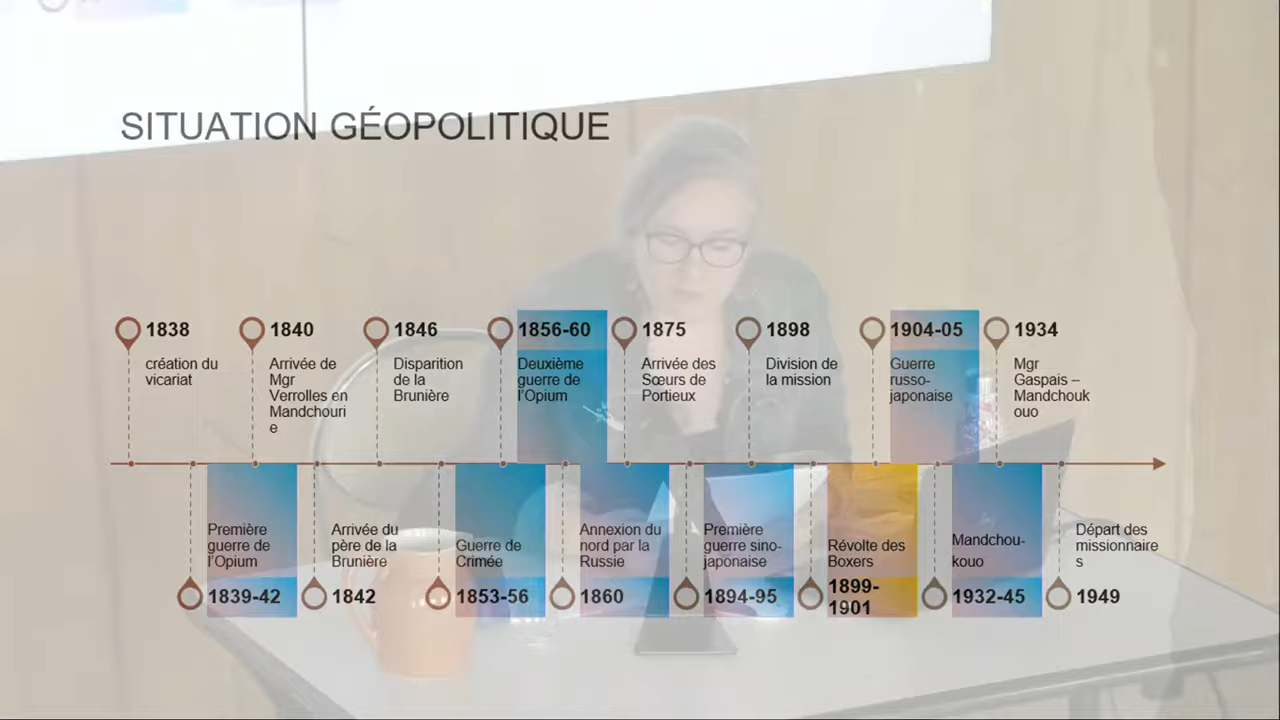 SITUATION GÉOPOLITIQUE
1838
création du
vicariat
1840
Arrivée de
Mgr
Verrolles en
Mandchouri
e
1846
Disparition
de la
Brunière
1856-60
Deuxième
guerre de
l'Opium
1875
Arrivée des
Sœurs de
Portieux
1898
Division de
la mission
1904-05
Guerre
russo-
japonaise
1934
Mgr
Gaspais –
Mandchouk
ouo
Première
guerre de
l'Opium
1839-42
Arrivée du
père de la
Brunière
1842
Guerre de
Crimée
1853-56
Annexion du
nord par la
Russie
1860
Première
guerre sino-
japonaise
1894-95
Révolte des
Boxers
1899-
1901
Mandchou-
kouo
1932-45
Départ des
missionnaire
s
1949